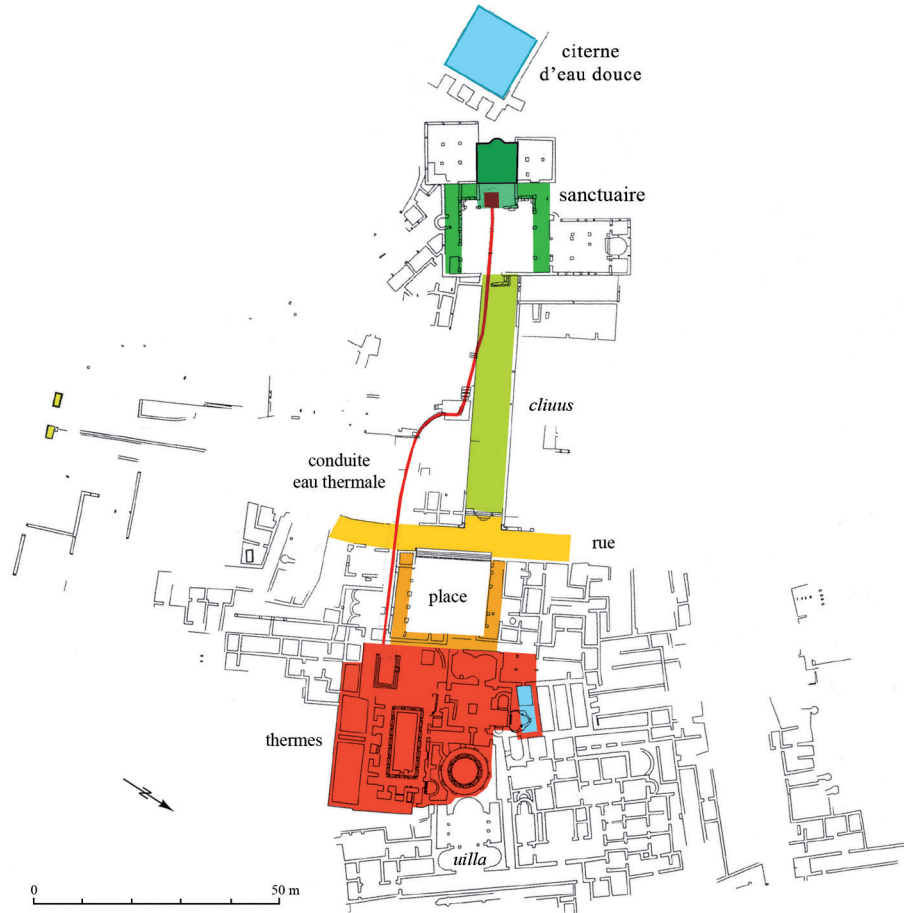 citerne
d'eau douce
sanctuaire
cliuus
conduite
eau thermale
rue
place
thermes
N
uilla
0 50 m